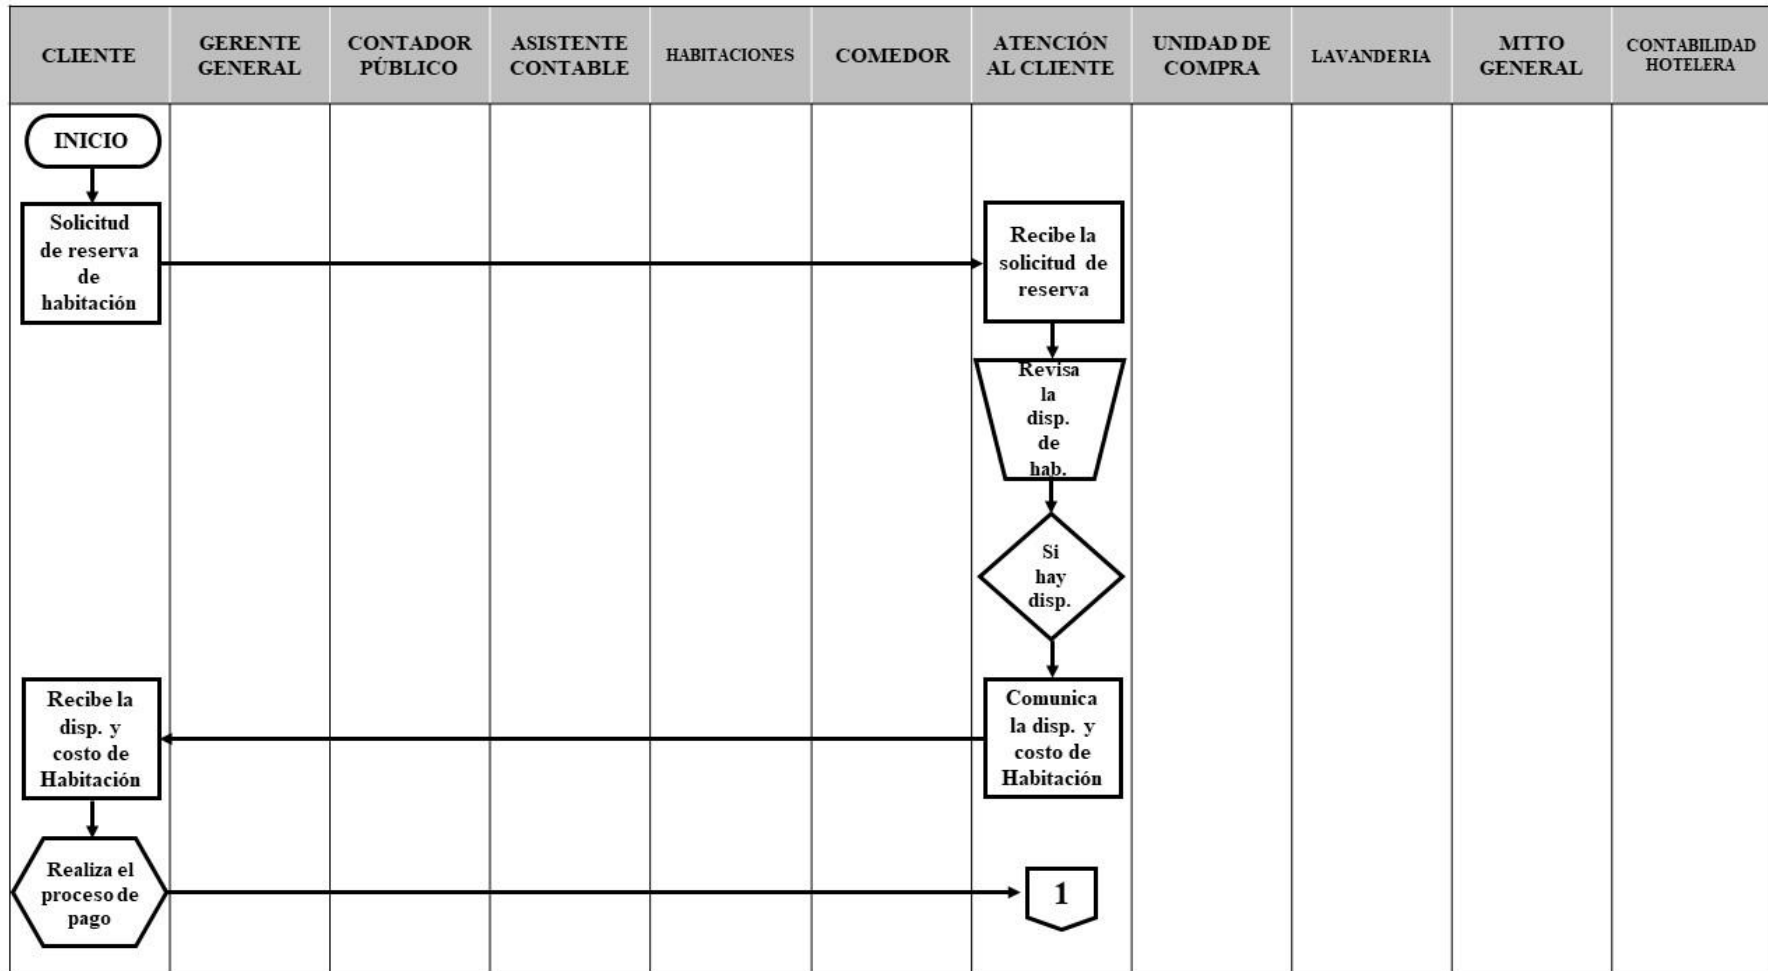 CLIENTE
GERENTE
GENERAL
CONTADOR
PÚBLICO
ASISTENTE
CONTABLE
HABITACIONES
COMEDOR
ATENCIÓN
AL CLIENTE
UNIDAD DE
COMPRA
LAVANDERIA
MTTO
GENERAL
CONTABILIDAD
HOTELERA
INICIO
Solicitud
de reserva
de
habitación
Recibe la
solicitud de
reserva
Revisa
la
disp.
de
hab.
Si
hay
disp.
Comunica
la disp. y
costo de
Habitación
Recibe la
disp. y
costo de
Habitación
Realiza el
proceso de
pago
1